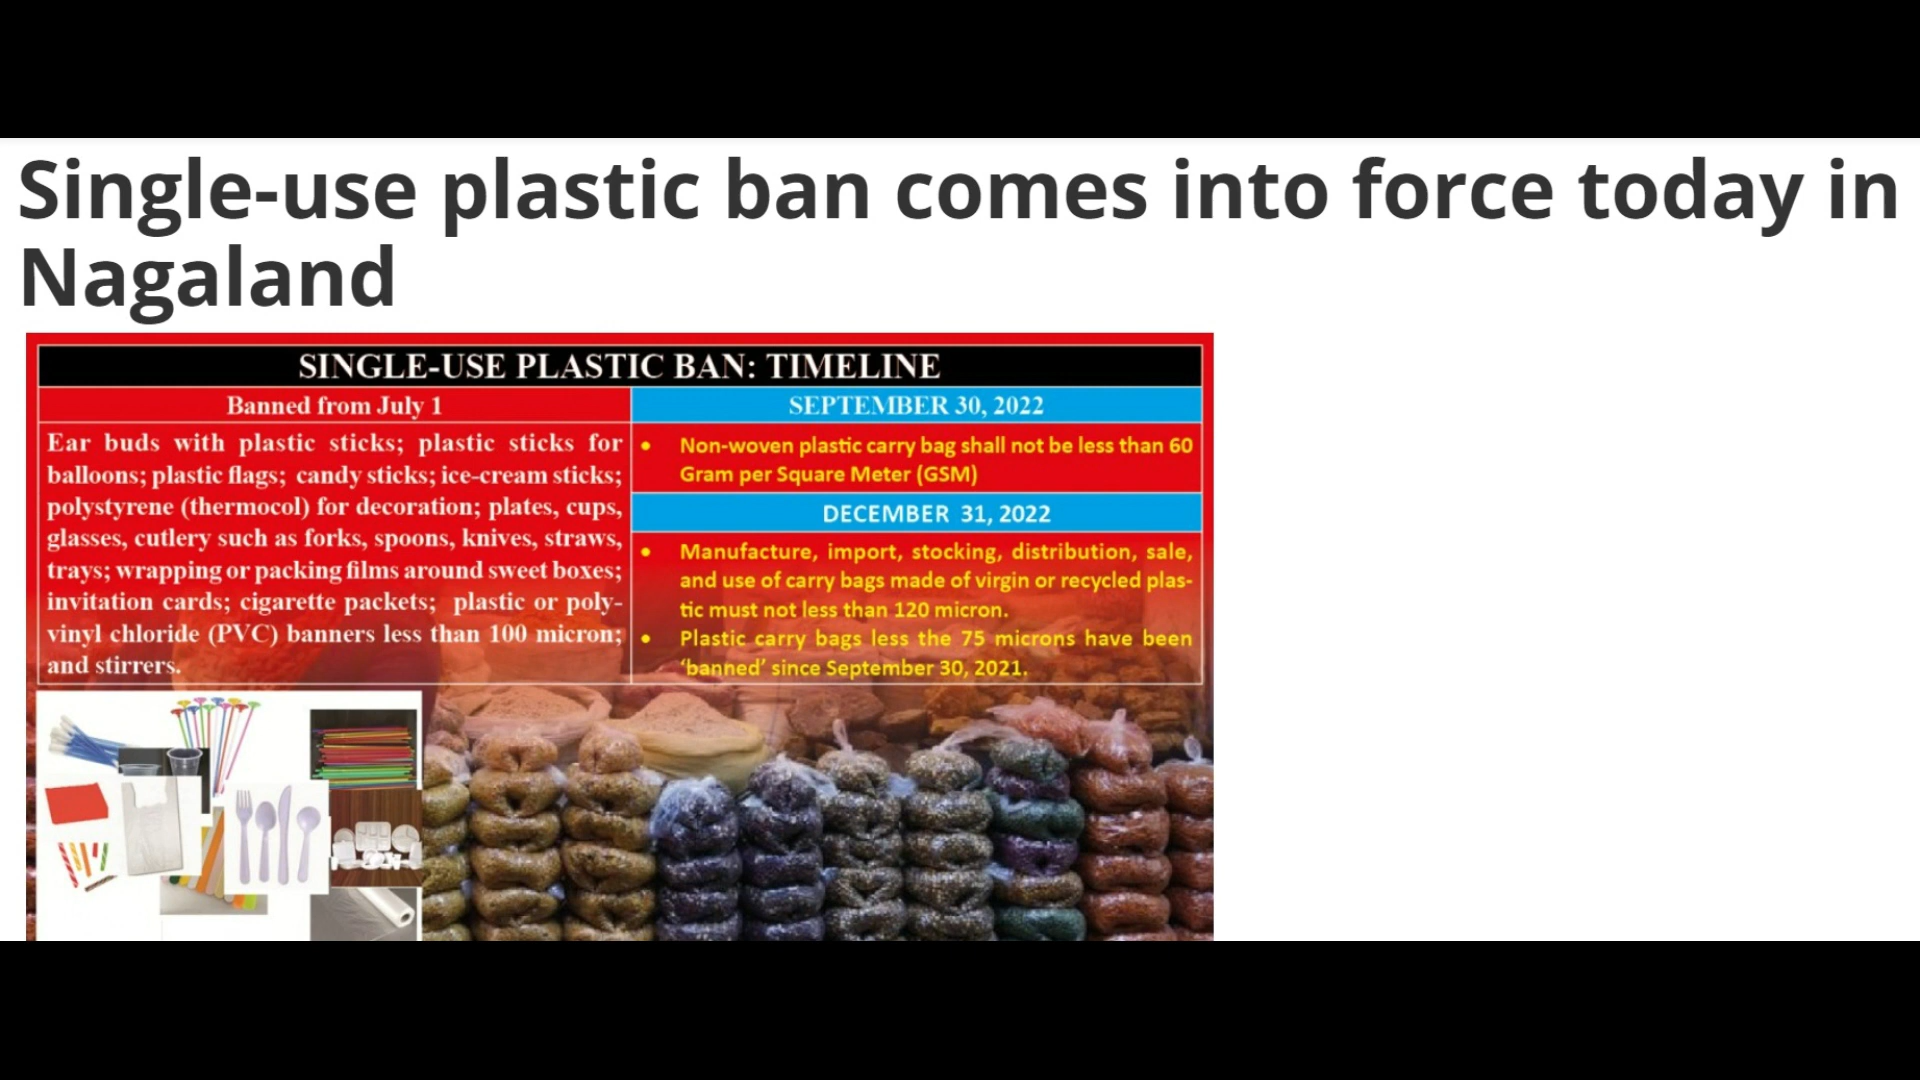 Single-use plastic ban comes into force today in
Nagaland
SINGLE-USE PLASTIC BAN: TIMELINE
Banned from July 1
Ear buds with plastic sticks; plastic sticks for
balloons; plastic flags; candy sticks; ice-cream sticks;
polystyrene (thermocol) for decoration; plates, cups,
glasses, cutlery such as forks, spoons, knives, straws,
trays; wrapping or packing films around sweet boxes;
invitation cards; cigarette packets; plastic or poly-
vinyl chloride (PVC) banners less than 100 micron;
and stirrers.
SEPTEMBER 30, 2022
• Non-woven plastic carry bag shall not be less than 60
Gram per Square Meter (GSM)
DECEMBER 31, 2022
• Manufacture, import, stocking, distribution, sale,
and use of carry bags made of virgin or recycled plas-
tic must not less than 120 micron.
• Plastic carry bags less the 75 microns have been
‘banned’ since September 30, 2021.